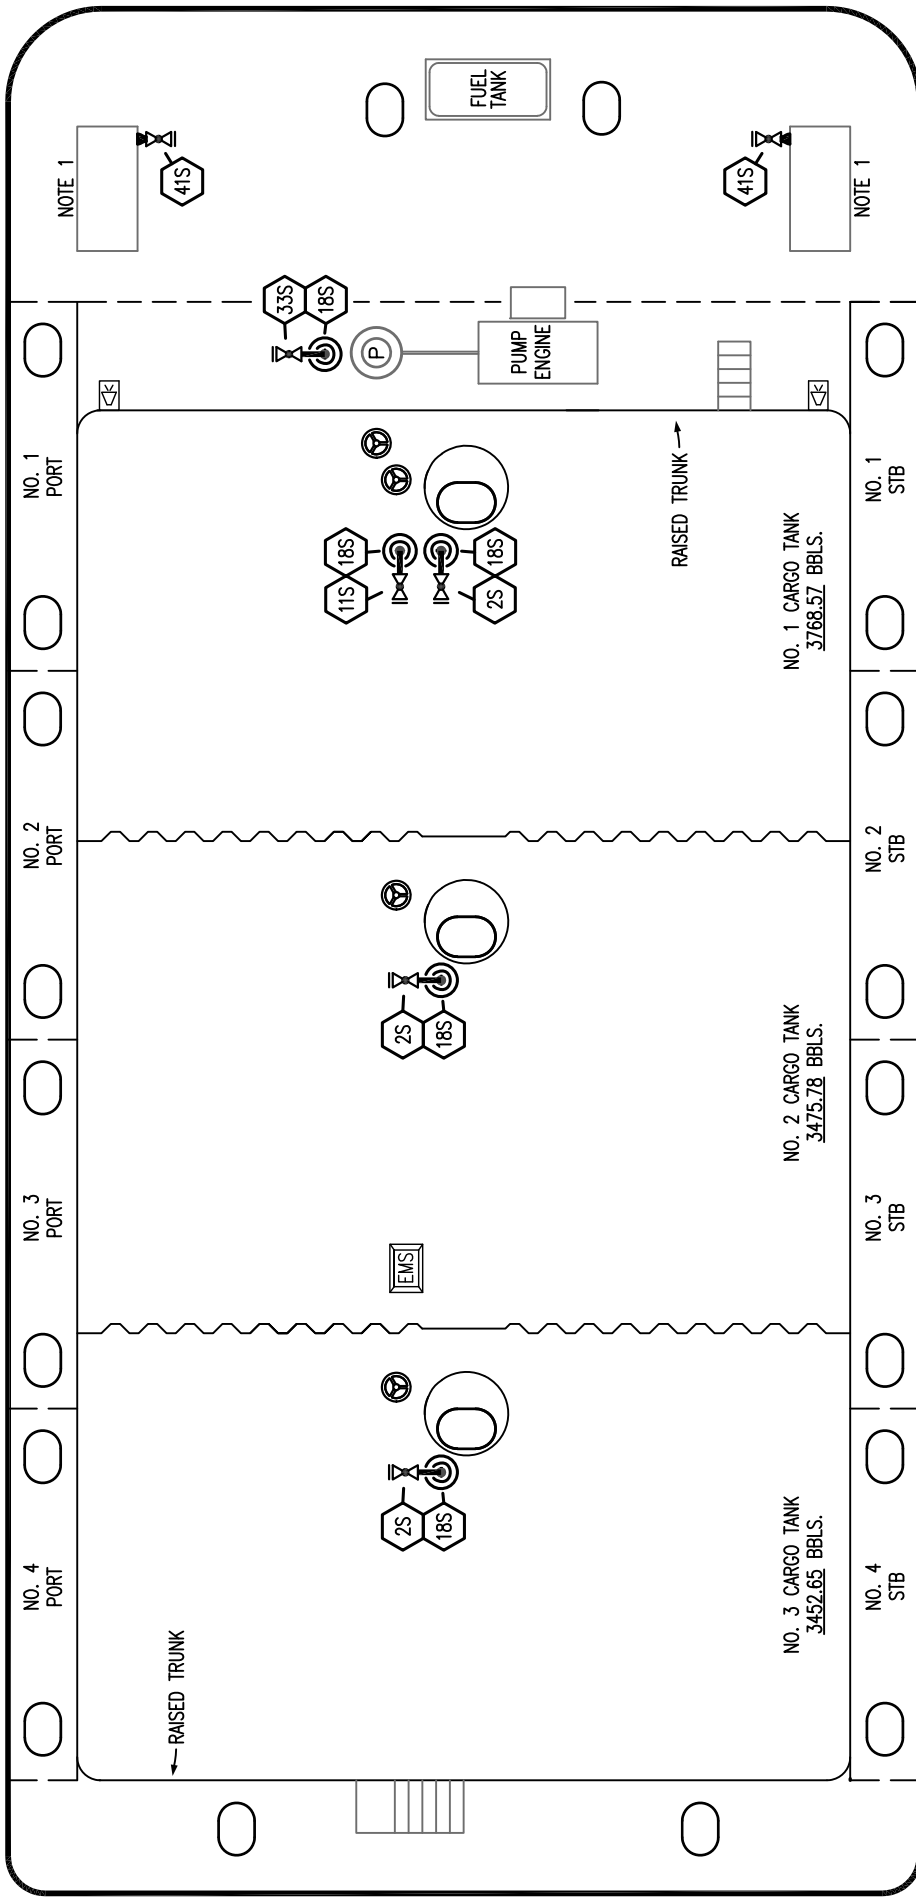 FUEL
TANK
NOTE 1
41S
41S
NOTE 1
33S
18S
P
PUMP
ENGINE
NO. 1
PORT
RAISED TRUNK
NO. 1
STB
18S
11S
18S
2S
NO. 1 CARGO TANK
3768.57 BBLS.
NO. 2
PORT
NO. 2
STB
2S
18S
NO. 2 CARGO TANK
3475.78 BBLS.
NO. 3
PORT
EMS
NO. 3
STB
2S
18S
NO. 3 CARGO TANK
3452.65 BBLS.
NO. 4
PORT
NO. 4
STB
RAISED TRUNK